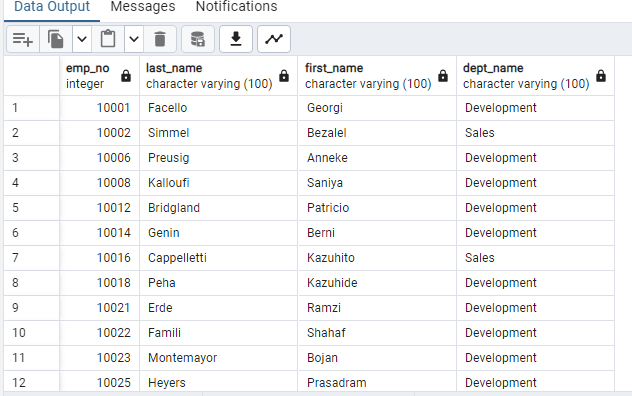 Data Output Messages Notifications
emp_no last_name first_name dept_name
integer character varying (100) character varying (100) character varying (100)
1 10001 Facello Georgi Development
2 10002 Simmel Bezalel Sales
3 10006 Preusig Anneke Development
4 10008 Kalloufi Saniya Development
5 10012 Bridgland Patricio Development
6 10014 Genin Berni Development
7 10016 Cappelletti Kazuhito Sales
8 10018 Peha Kazuhide Development
9 10021 Erde Ramzi Development
10 10022 Famili Shahaf Development
11 10023 Montemayor Bojan Development
12 10025 Heyers Prasadram Development